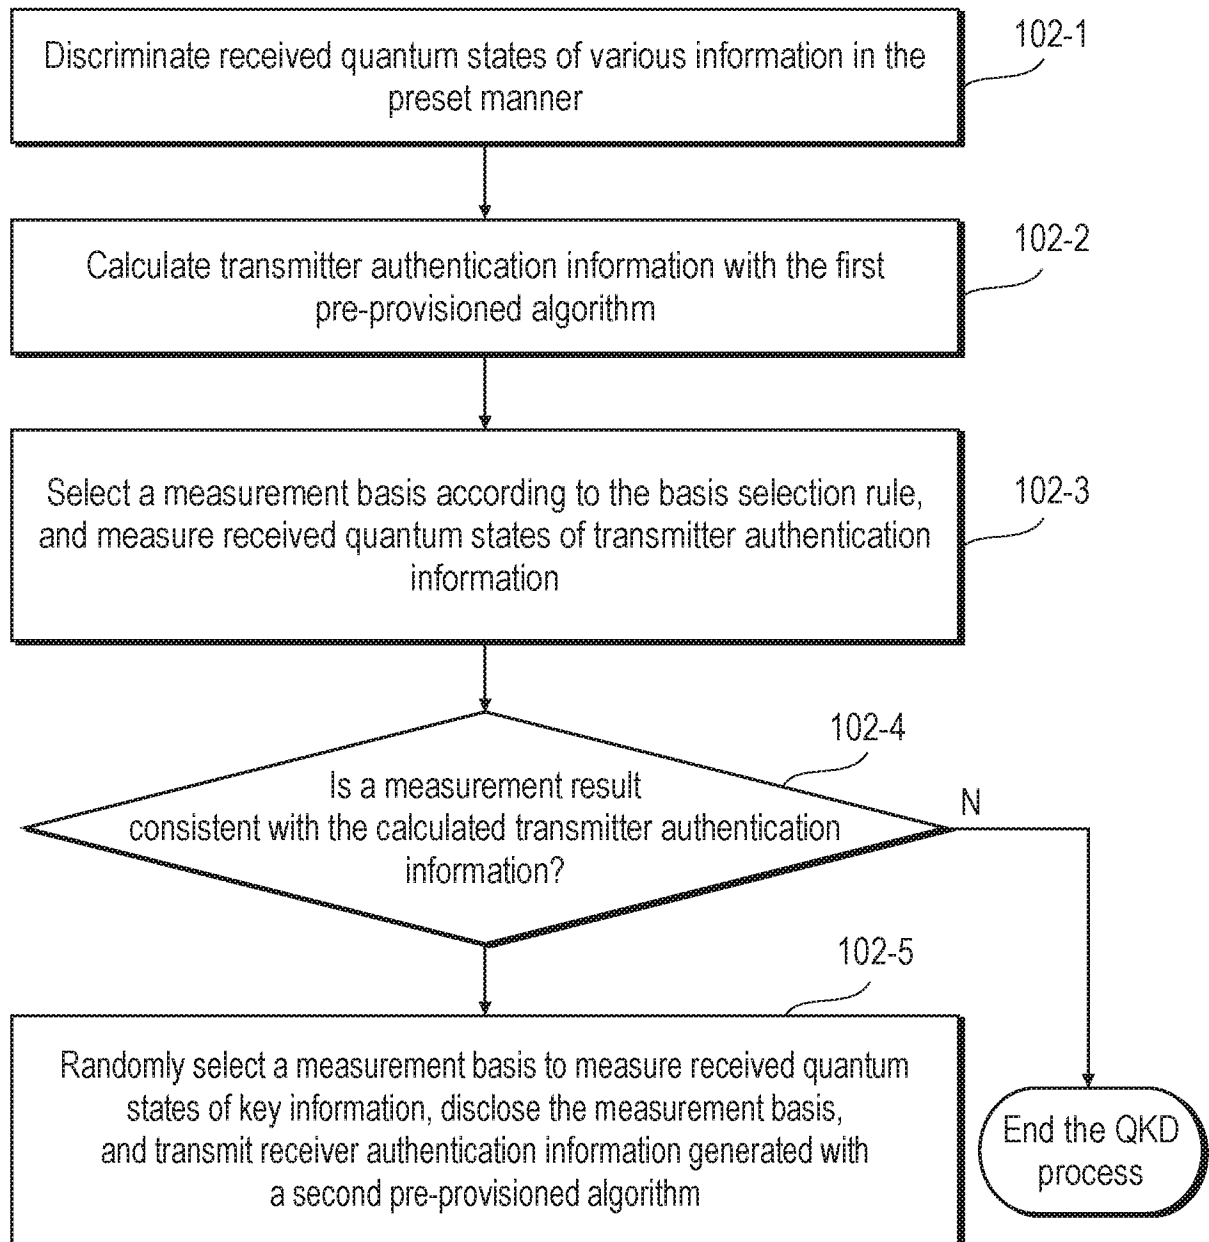 Discriminate received quantum states of various information in the
preset manner
102-1
Calculate transmitter authentication information with the first
pre-provisioned algorithm
102-2
Select a measurement basis according to the basis selection rule,
and measure received quantum states of transmitter authentication
information
102-3
Is a measurement result
consistent with the calculated transmitter authentication
information?
102-4
N
Randomly select a measurement basis to measure received quantum
states of key information, disclose the measurement basis,
and transmit receiver authentication information generated with
a second pre-provisioned algorithm
102-5
End the QKD
process